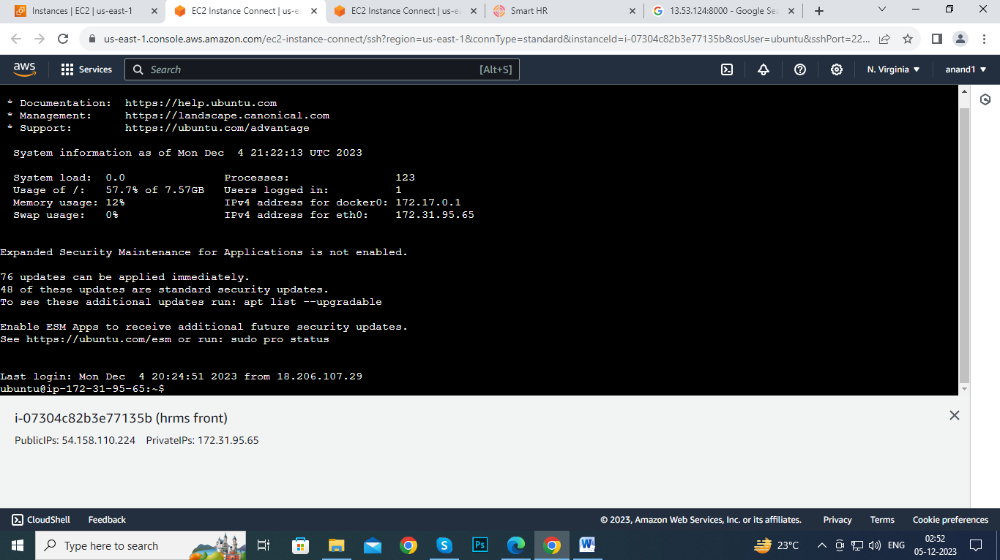 Instances | EC2 | us-east-1
EC2 Instance Connect | us-ea
EC2 Instance Connect | us-ea
Smart HR
13.53.124:8000 - Google Sea
us-east-1.console.aws.amazon.com/ec2-instance-connect/ssh?region=us-east-1&connType=standard&instanceId=i-07304c82b3e77135b&osUser=ubuntu&sshPort=22...
aws
Services
Search
[Alt+S]
N. Virginia
anand1
* Documentation: https://help.ubuntu.com
* Management: https://landscape.canonical.com
* Support: https://ubuntu.com/advantage
System information as of Mon Dec 4 21:22:13 UTC 2023
System load: 0.0 Processes: 123
Usage of /: 57.7% of 7.57GB Users logged in: 1
Memory usage: 12% IPv4 address for docker0: 172.17.0.1
Swap usage: 0% IPv4 address for eth0: 172.31.95.65
Expanded Security Maintenance for Applications is not enabled.
76 updates can be applied immediately.
48 of these updates are standard security updates.
To see these additional updates run: apt list --upgradable
Enable ESM Apps to receive additional future security updates.
See https://ubuntu.com/esm or run: sudo pro status
Last login: Mon Dec 4 20:24:51 2023 from 18.206.107.29
ubuntu@ip-172-31-95-65:~$
i-07304c82b3e77135b (hrms front)
PublicIPs: 54.158.110.224 PrivateIPs: 172.31.95.65
CloudShell
Feedback
© 2023, Amazon Web Services, Inc. or its affiliates.
Privacy
Terms
Cookie preferences
Type here to search
Ps
23°C
ENG
02:52
05-12-2023